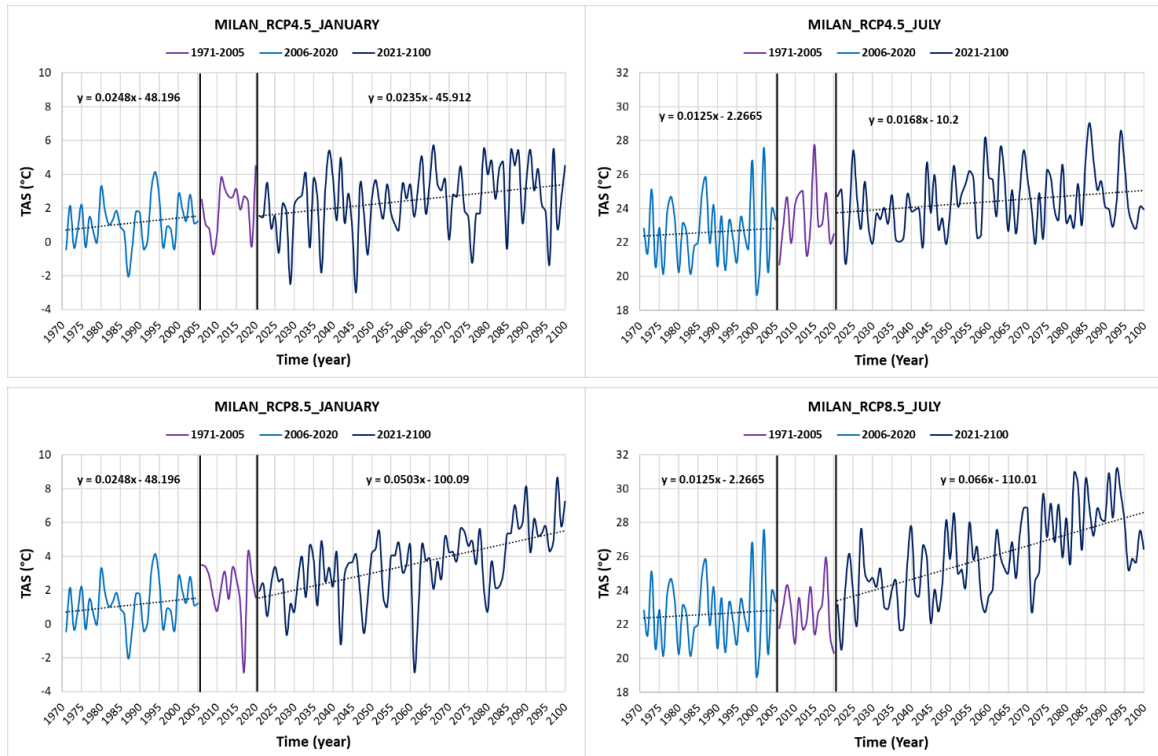 MILAN_RCP4.5_JANUARY
1971-2005 2006-2020 2021-2100
y = 0.0248x - 48.196
y = 0.0235x - 45.912
TAS (°C)
10
8
6
4
2
0
-2
-4
1970 1975 1980 1985 1990 1995 2000 2005 2010 2015 2020 2025 2030 2035 2040 2045 2050 2055 2060 2065 2070 2075 2080 2085 2090 2095 2100
Time (year)
MILAN_RCP4.5_JULY
1971-2005 2006-2020 2021-2100
y = 0.0125x - 2.2665
y = 0.0168x - 10.2
TAS (°C)
32
30
28
26
24
22
20
18
1970 1975 1980 1985 1990 1995 2000 2005 2010 2015 2020 2025 2030 2035 2040 2045 2050 2055 2060 2065 2070 2075 2080 2085 2090 2095 2100
Time (Year)
MILAN_RCP8.5_JANUARY
1971-2005 2006-2020 2021-2100
y = 0.0248x - 48.196
y = 0.0503x - 100.09
TAS (°C)
10
8
6
4
2
0
-2
-4
1970 1975 1980 1985 1990 1995 2000 2005 2010 2015 2020 2025 2030 2035 2040 2045 2050 2055 2060 2065 2070 2075 2080 2085 2090 2095 2100
Time (year)
MILAN_RCP8.5_JULY
1971-2005 2006-2020 2021-2100
y = 0.0125x - 2.2665
y = 0.066x - 110.01
TAS (°C)
32
30
28
26
24
22
20
18
1970 1975 1980 1985 1990 1995 2000 2005 2010 2015 2020 2025 2030 2035 2040 2045 2050 2055 2060 2065 2070 2075 2080 2085 2090 2095 2100
Time (Year)